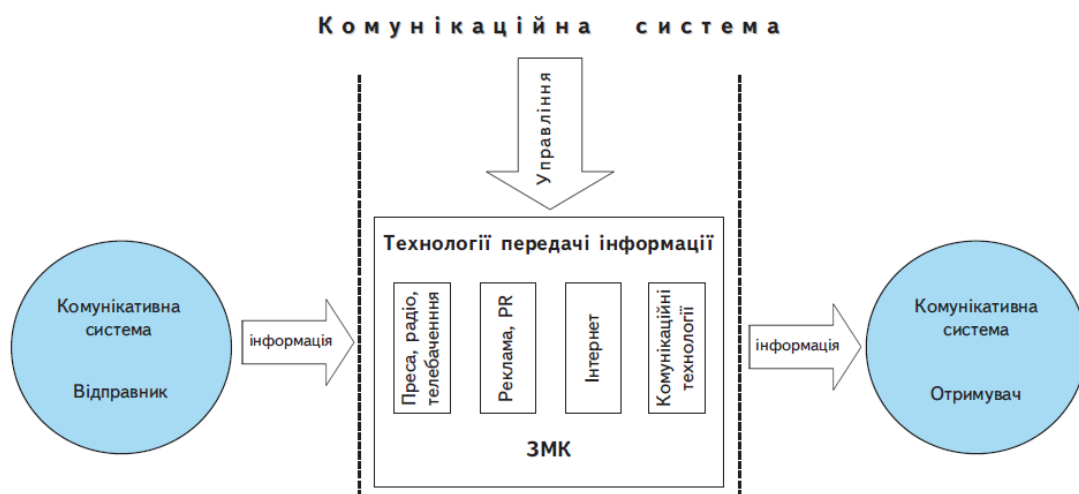 Комунікаційна система
Управління
Технології передачі інформації
Комунікативна
система
Відправник
інформація
Преса, радіо,
телебаченння
Реклама, PR
Інтернет
Комунікаційні
технології
ЗМК
інформація
Комунікативна
система
Отримувач